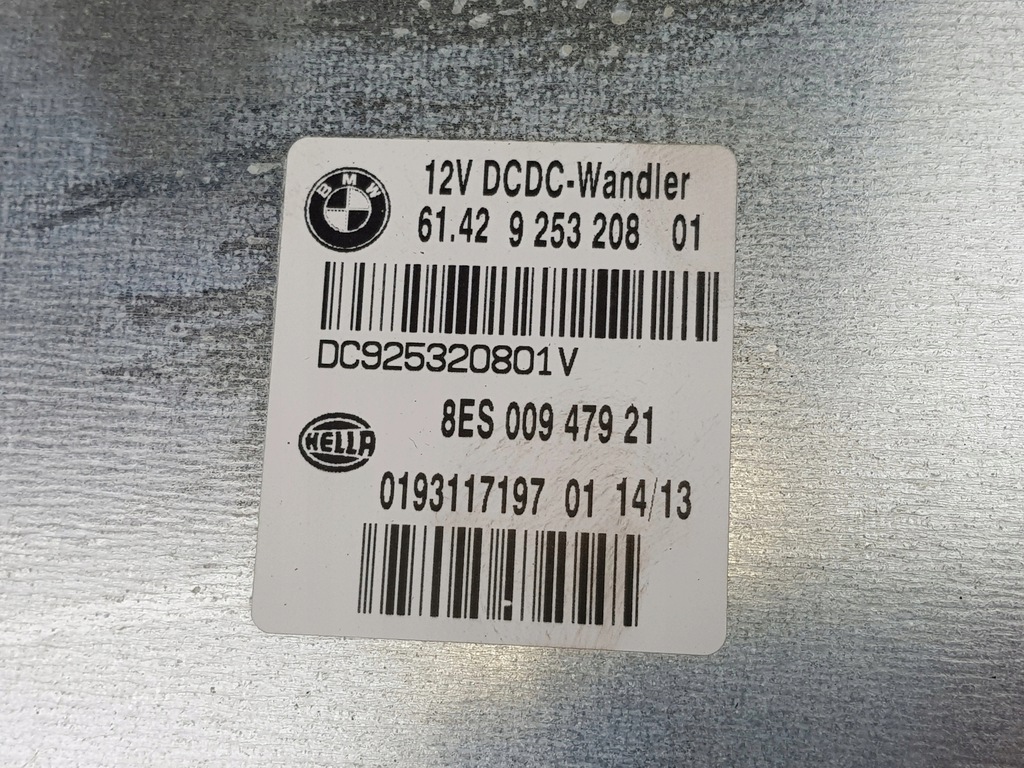 BMW
12V DCDC-Wandler
61.42 9 253 208 01
DC925320801V
8ES 009 479 21
HELLA
0193117197 01 14/13